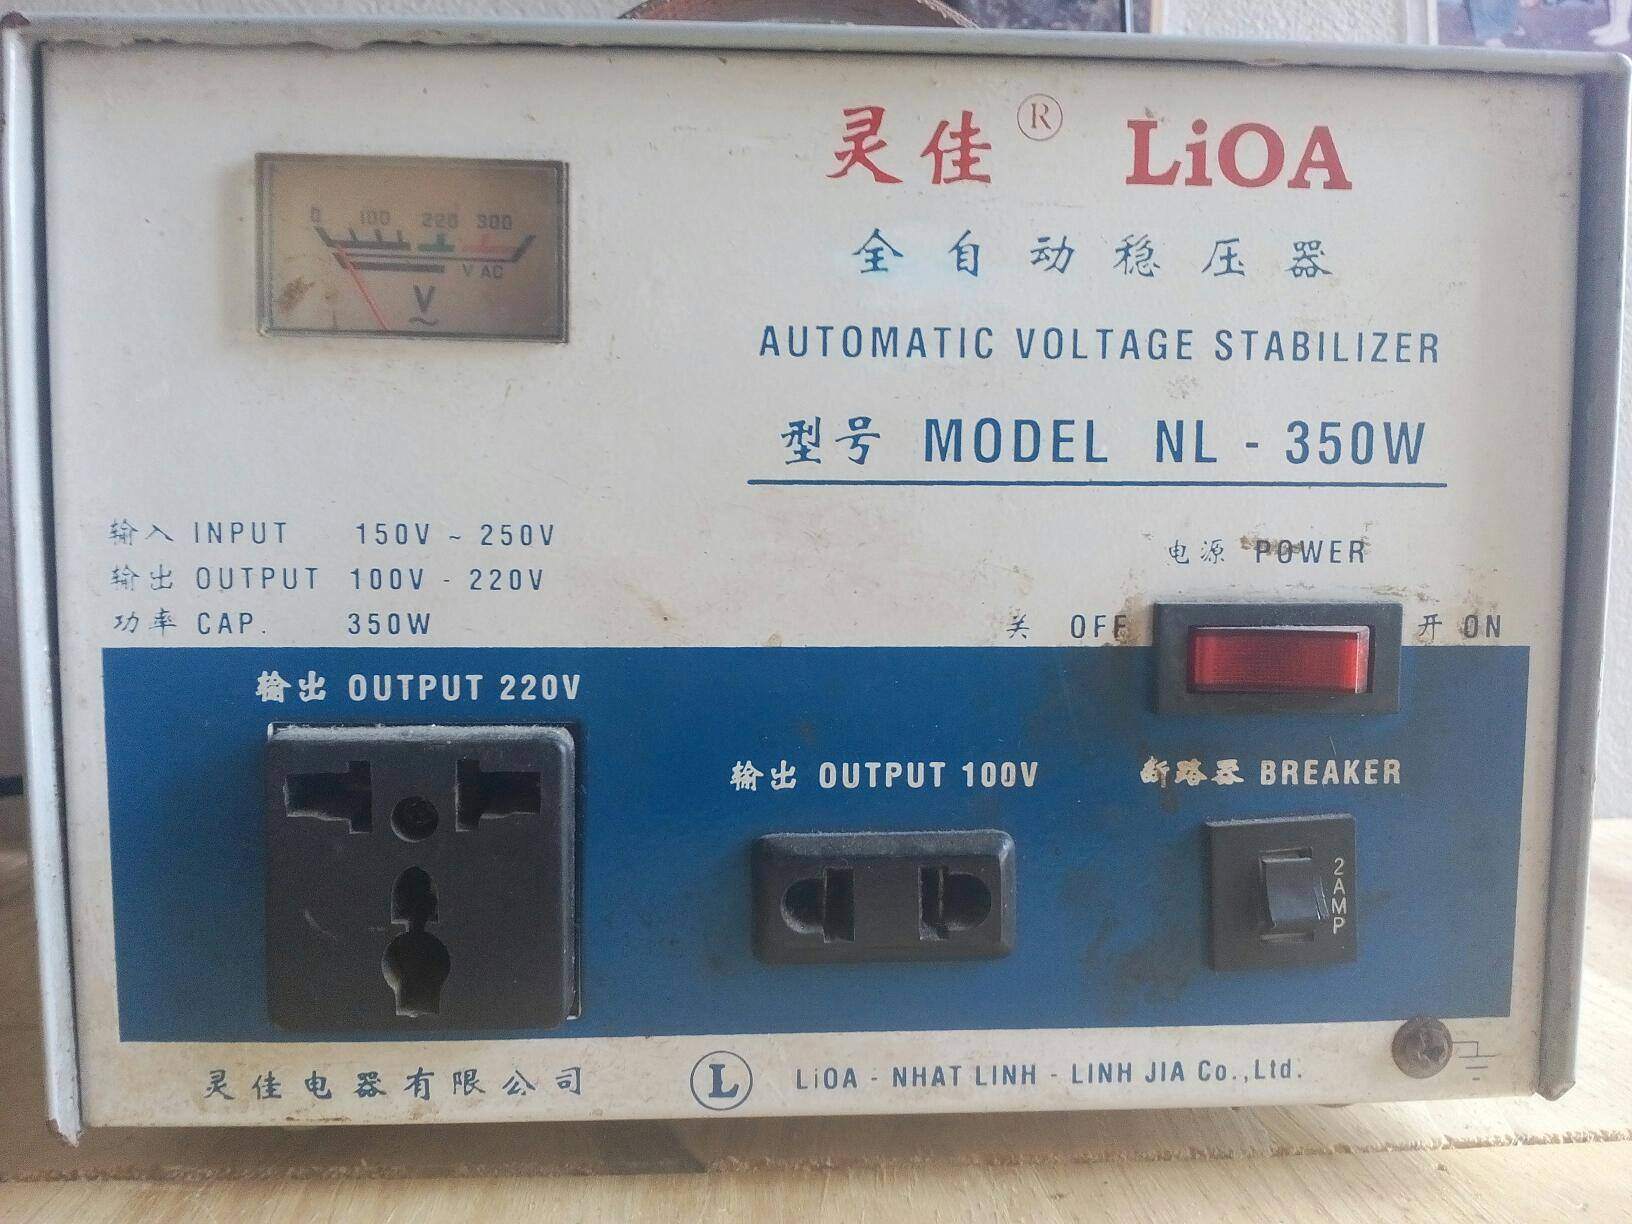 灵佳 ® LiOA
全自动稳压器
AUTOMATIC VOLTAGE STABILIZER
型号 MODEL NL - 350W
0 100 220 300
V AC
V
~
输入 INPUT 150V ~ 250V
输出 OUTPUT 100V - 220V
功率 CAP. 350W
电源 POWER
关 OFF 开 ON
输出 OUTPUT 220V
输出 OUTPUT 100V
断路器 BREAKER
2AMP
灵佳电器有限公司 L LiOA - NHAT LINH - LINH JIA Co.,Ltd.